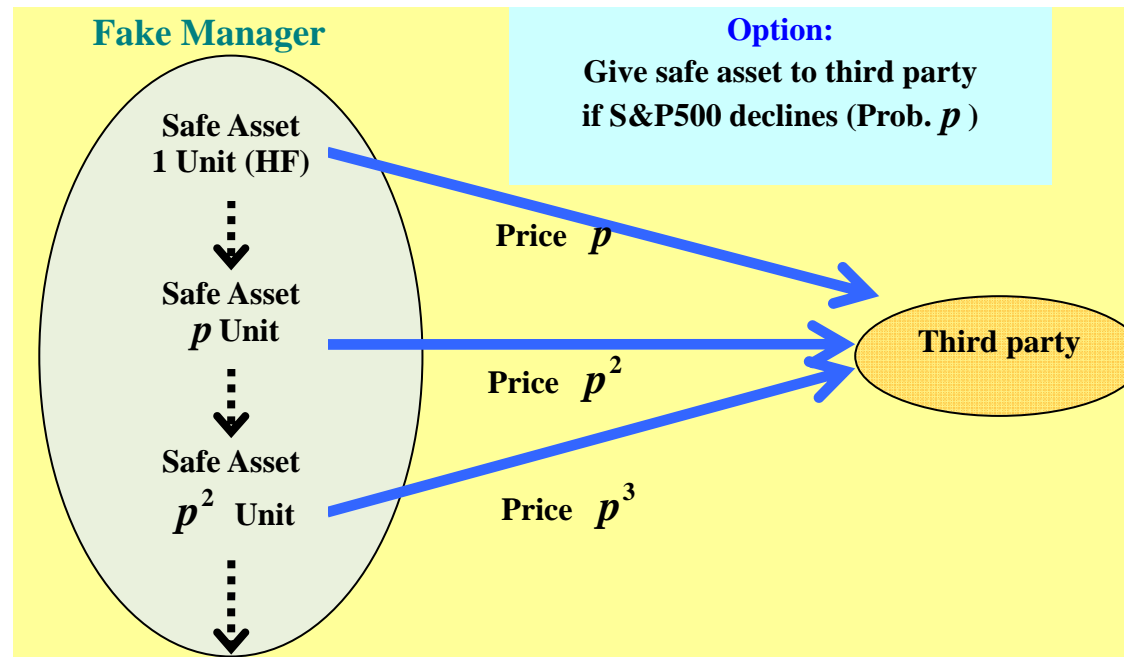 Fake Manager
Option:
Give safe asset to third party
if S&P500 declines (Prob. p )
Safe Asset
1 Unit (HF)
Price p
Safe Asset
p Unit
Third party
Price p²
Safe Asset
p² Unit
Price p³